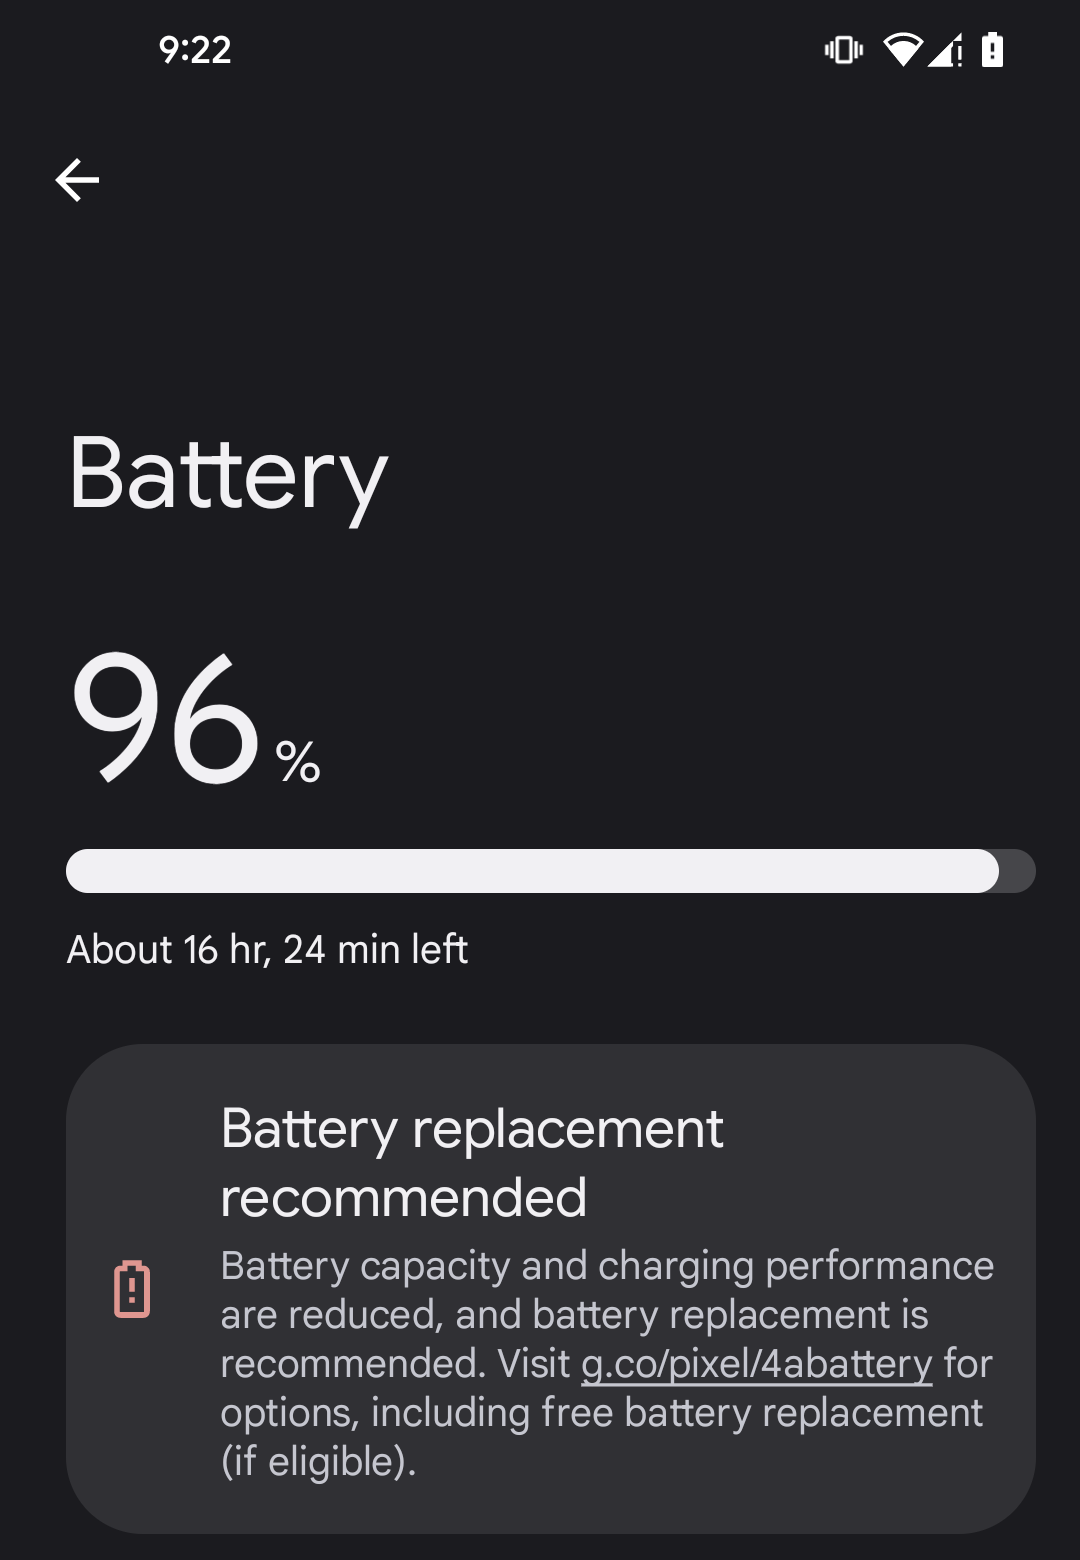 9:22
Battery
96 %
About 16 hr, 24 min left
Battery replacement
recommended
Battery capacity and charging performance
are reduced, and battery replacement is
recommended. Visit g.co/pixel/4abattery for
options, including free battery replacement
(if eligible).